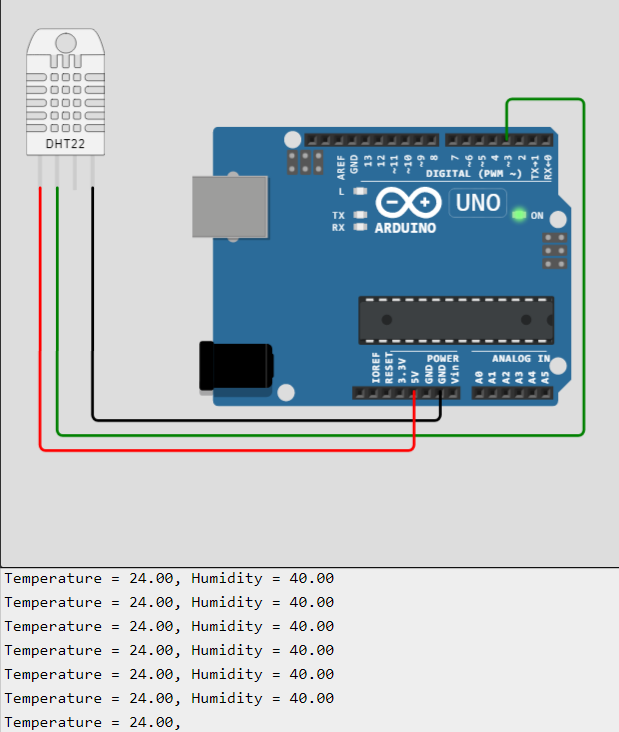 DHT22
AREF
GND
13
12
~11
~10
~9
8
7
~6
~5
4
~3
2
TX→1
RX←0
DIGITAL (PWM ~)
L
TX
RX
UNO
ON
ARDUINO
IOREF
RESET
3.3V
5V
GND
GND
Vin
POWER
ANALOG IN
A0
A1
A2
A3
A4
A5
Temperature = 24.00, Humidity = 40.00
Temperature = 24.00, Humidity = 40.00
Temperature = 24.00, Humidity = 40.00
Temperature = 24.00, Humidity = 40.00
Temperature = 24.00, Humidity = 40.00
Temperature = 24.00, Humidity = 40.00
Temperature = 24.00,